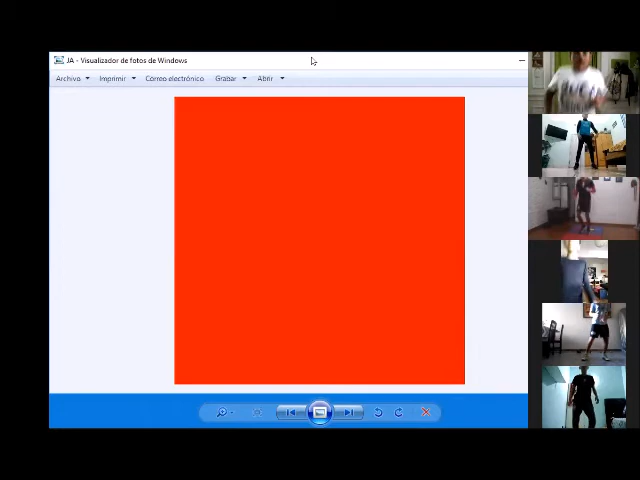 JA - Visualizador de fotos de Windows
Archivo Imprimir Correo electrónico Grabar Abrir